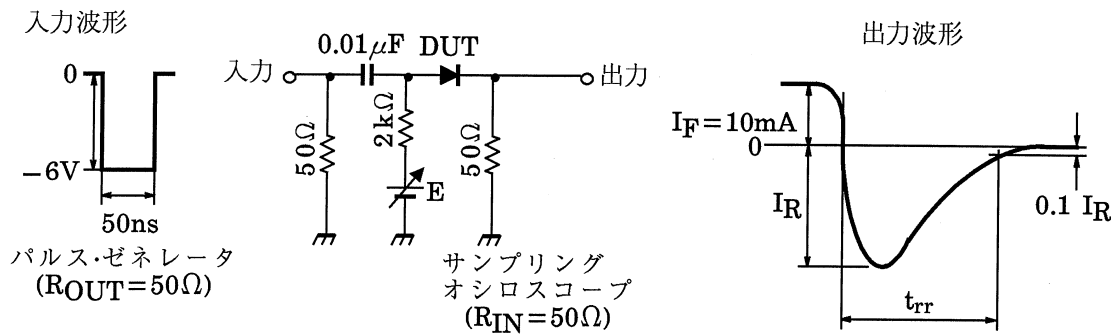 入力波形
0
−6V
50ns
パルス・ゼネレータ
(ROUT=50Ω)
0.01μF DUT
入力
出力
50Ω
2kΩ
E
50Ω
サンプリング
オシロスコープ
(RIN=50Ω)
出力波形
IF=10mA
0
IR
0.1 IR
trr